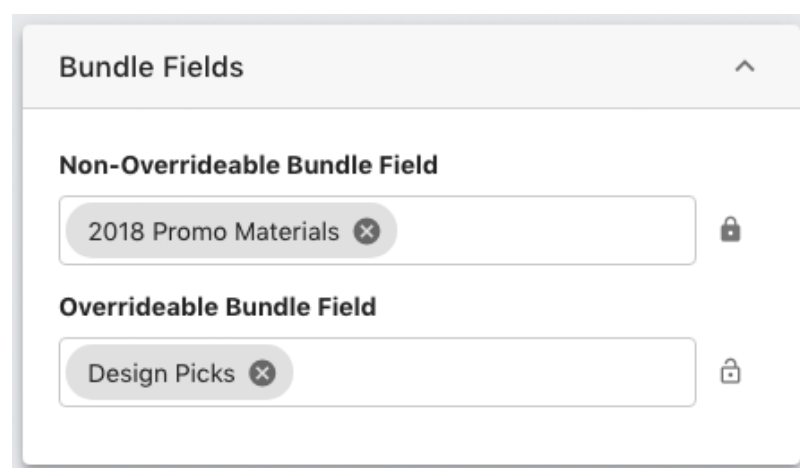 Bundle Fields
Non-Overrideable Bundle Field
2018 Promo Materials
Overrideable Bundle Field
Design Picks